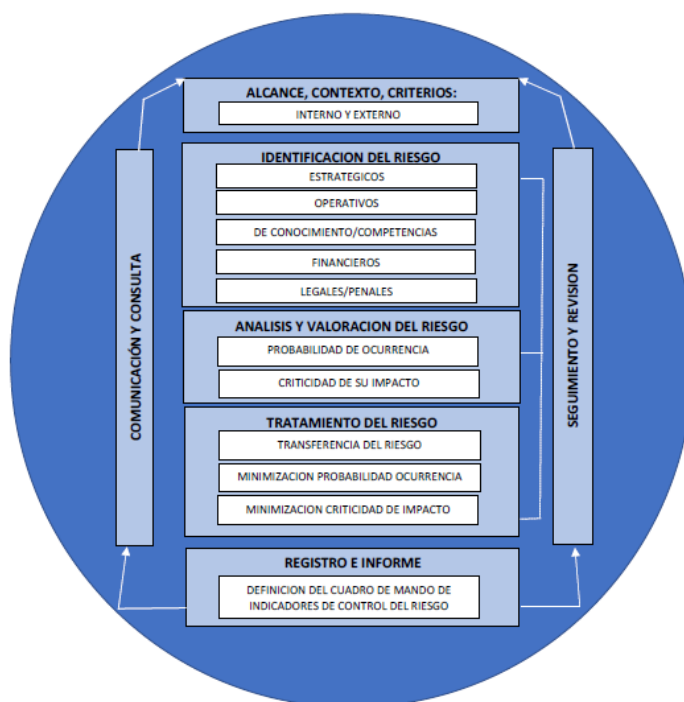 ALCANCE, CONTEXTO, CRITERIOS:
INTERNO Y EXTERNO
IDENTIFICACION DEL RIESGO
ESTRATEGICOS
OPERATIVOS
DE CONOCIMIENTO/COMPETENCIAS
FINANCIEROS
LEGALES/PENALES
ANALISIS Y VALORACION DEL RIESGO
PROBABILIDAD DE OCURRENCIA
CRITICIDAD DE SU IMPACTO
TRATAMIENTO DEL RIESGO
TRANSFERENCIA DEL RIESGO
MINIMIZACION PROBABILIDAD OCURRENCIA
MINIMIZACION CRITICIDAD DE IMPACTO
REGISTRO E INFORME
DEFINICION DEL CUADRO DE MANDO DE
INDICADORES DE CONTROL DEL RIESGO
COMUNICACIÓN Y CONSULTA
SEGUIMIENTO Y REVISION